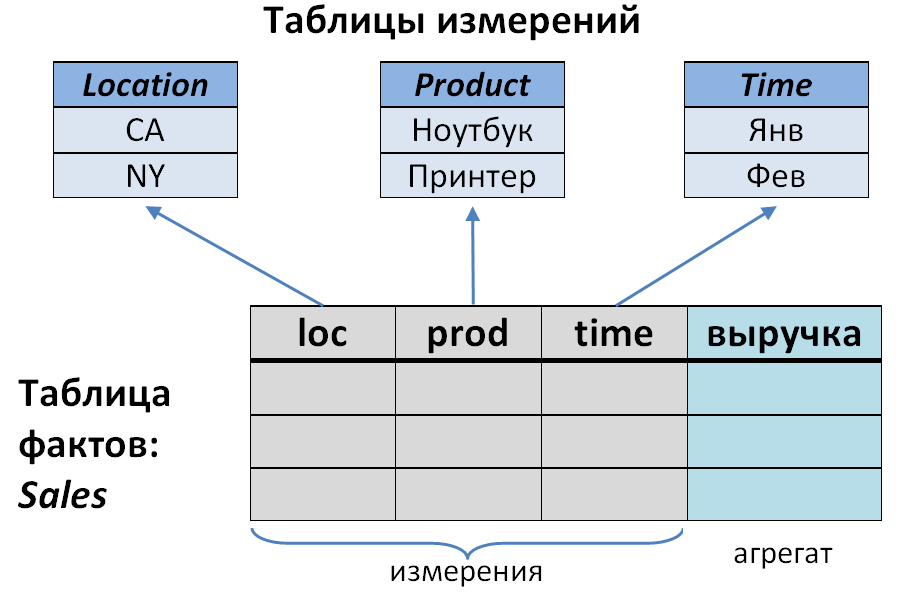 Таблицы измерений
Location
CA
NY
Product
Ноутбук
Принтер
Time
Янв
Фев
loc prod time выручка
Таблица
фактов:
Sales
измерения
агрегат